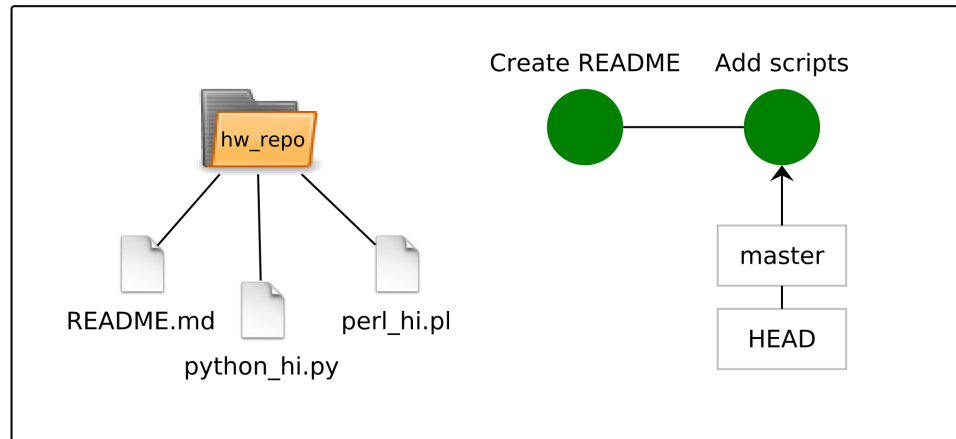 Create README
Add scripts
hw_repo
master
README.md
perl_hi.pl
HEAD
python_hi.py